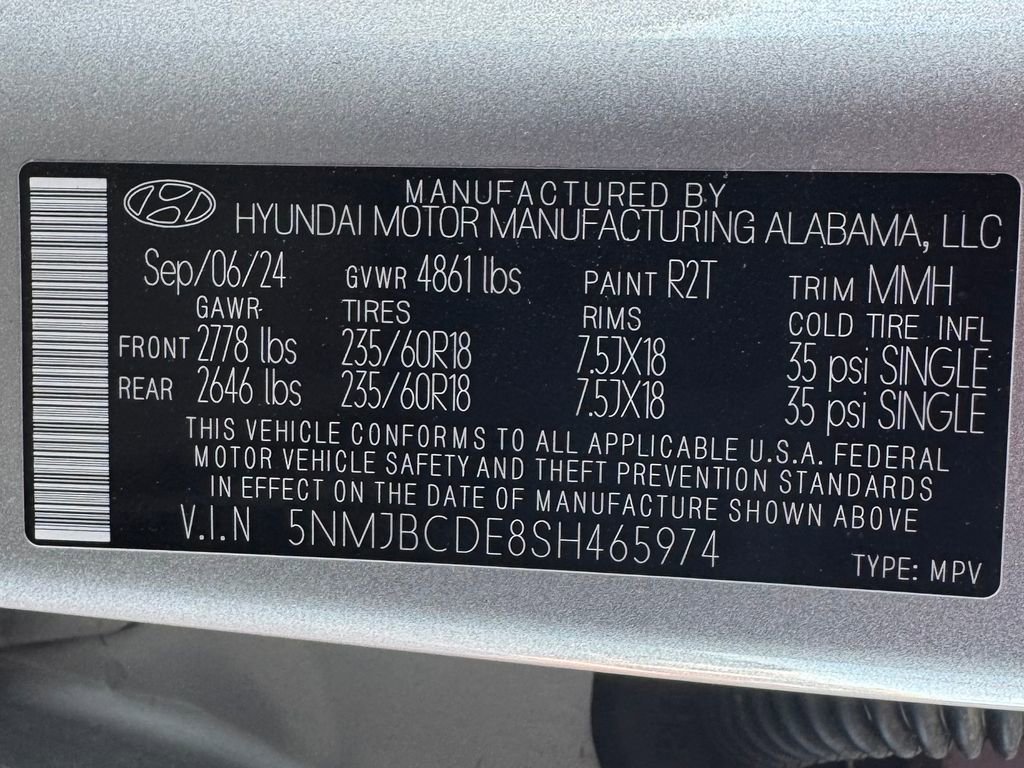 MANUFACTURED BY
HYUNDAI MOTOR MANUFACTURING ALABAMA, LLC
Sep/06/24 GVWR 4861 lbs PAINT R2T TRIM MMH
GAWR TIRES RIMS COLD TIRE INFL
FRONT 2778 lbs 235/60R18 7.5JX18 35 psi SINGLE
REAR 2646 lbs 235/60R18 7.5JX18 35 psi SINGLE
THIS VEHICLE CONFORMS TO ALL APPLICABLE U.S.A. FEDERAL
MOTOR VEHICLE SAFETY AND THEFT PREVENTION STANDARDS
IN EFFECT ON THE DATE OF MANUFACTURE SHOWN ABOVE
V.I.N 5NMJBCDE8SH465974
TYPE: MPV